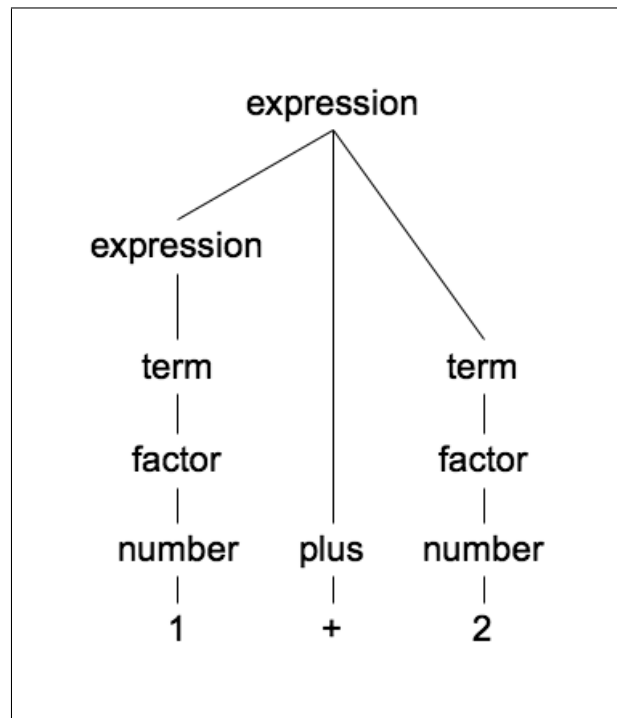 expression
expression
term term
factor factor
number plus number
1 + 2